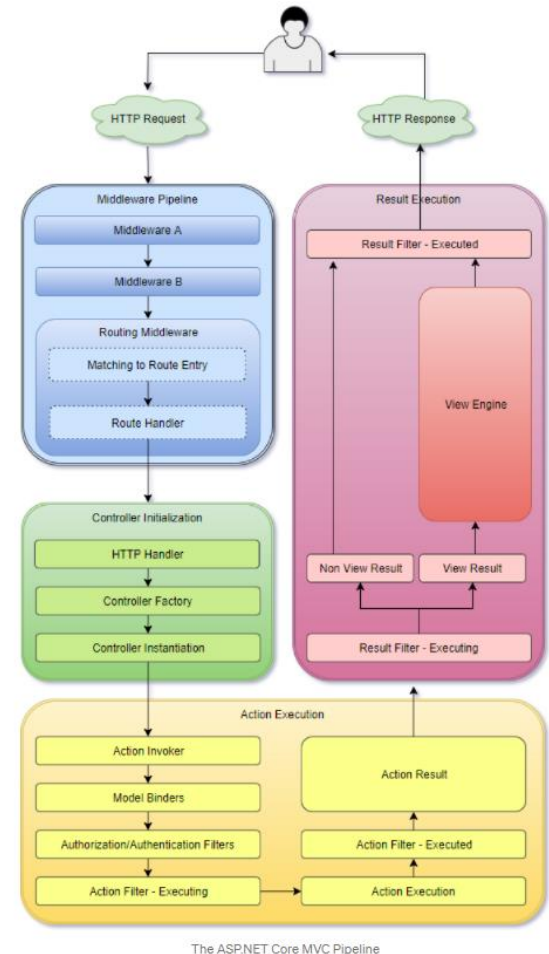 HTTP Request
HTTP Response
Middleware Pipeline
Middleware A
Middleware B
Routing Middleware
Matching to Route Entry
Route Handler
Controller Initialization
HTTP Handler
Controller Factory
Controller Instantiation
Action Execution
Action Invoker
Model Binders
Authorization/Authentication Filters
Action Filter - Executing
Action Execution
Action Filter - Executed
Action Result
Result Execution
Result Filter - Executed
View Engine
Non View Result
View Result
Result Filter - Executing
The ASP.NET Core MVC Pipeline